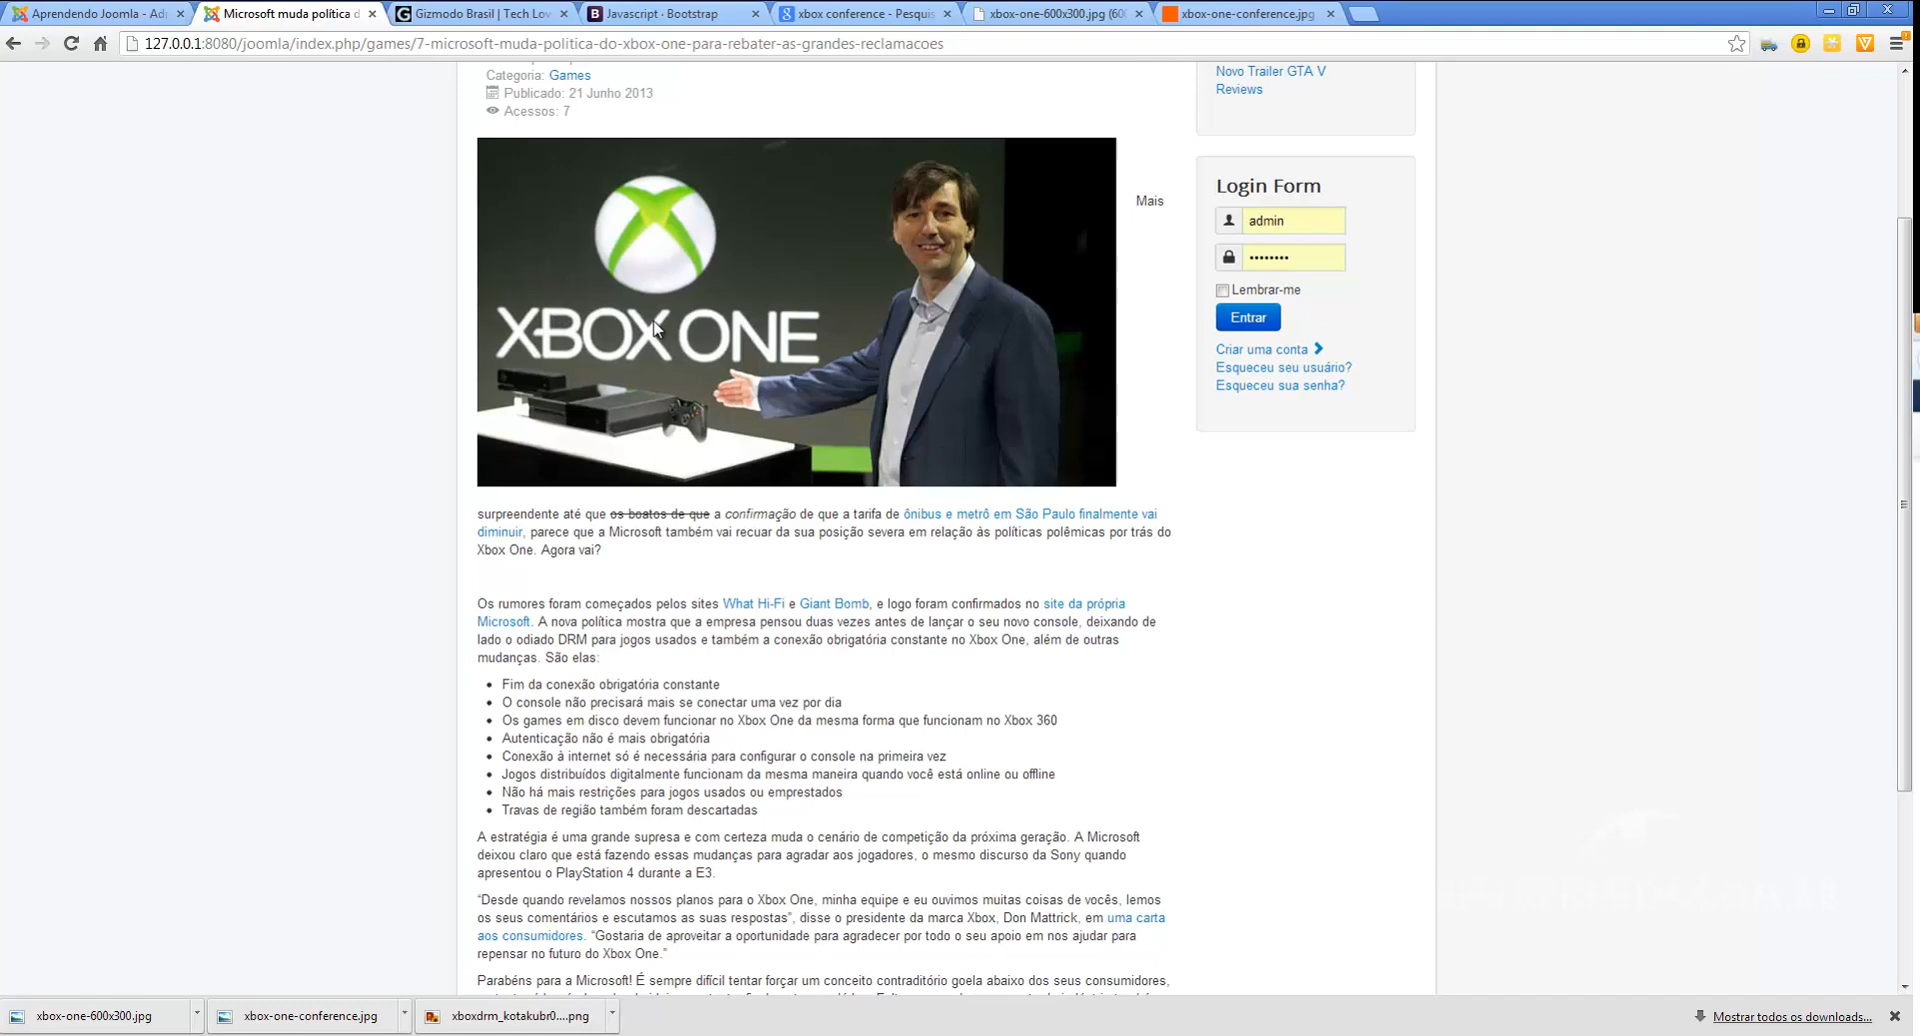 Aprendendo Joomla - Adı
Microsoft muda política d
Gizmodo Brasil | Tech Lov
Javascript · Bootstrap
xbox conference - Pesquis
xbox-one-600x300.jpg (600
xbox-one-conference.jpg
127.0.0.1:8080/joomla/index.php/games/7-microsoft-muda-politica-do-xbox-one-para-rebater-as-grandes-reclamacoes
Categoria: Games
Publicado: 21 Junho 2013
Acessos: 7
Novo Trailer GTA V
Reviews
XBOX ONE
Mais
Login Form
admin
••••••••
Lembrar-me
Entrar
Criar uma conta
Esqueceu seu usuário?
Esqueceu sua senha?
surpreendente até que os boatos de que a confirmação de que a tarifa de ônibus e metrô em São Paulo finalmente vai
diminuir, parece que a Microsoft também vai recuar da sua posição severa em relação às políticas polêmicas por trás do
Xbox One. Agora vai?
Os rumores foram começados pelos sites What Hi-Fi e Giant Bomb, e logo foram confirmados no site da própria
Microsoft. A nova política mostra que a empresa pensou duas vezes antes de lançar o seu novo console, deixando de
lado o odiado DRM para jogos usados e também a conexão obrigatória constante no Xbox One, além de outras
mudanças. São elas:
• Fim da conexão obrigatória constante
• O console não precisará mais se conectar uma vez por dia
• Os games em disco devem funcionar no Xbox One da mesma forma que funcionam no Xbox 360
• Autenticação não é mais obrigatória
• Conexão à internet só é necessária para configurar o console na primeira vez
• Jogos distribuídos digitalmente funcionam da mesma maneira quando você está online ou offline
• Não há mais restrições para jogos usados ou emprestados
• Travas de região também foram descartadas
A estratégia é uma grande supresa e com certeza muda o cenário de competição da próxima geração. A Microsoft
deixou claro que está fazendo essas mudanças para agradar aos jogadores, o mesmo discurso da Sony quando
apresentou o PlayStation 4 durante a E3.
“Desde quando revelamos nossos planos para o Xbox One, minha equipe e eu ouvimos muitas coisas de vocês, lemos
os seus comentários e escutamos as suas respostas”, disse o presidente da marca Xbox, Don Mattrick, em uma carta
aos consumidores. “Gostaria de aproveitar a oportunidade para agradecer por todo o seu apoio em nos ajudar para
repensar no futuro do Xbox One.”
Parabéns para a Microsoft! É sempre difícil tentar forçar um conceito contraditório goela abaixo dos seus consumidores,
xbox-one-600x300.jpg
xbox-one-conference.jpg
xboxdrm_kotakubr0....png
Mostrar todos os downloads...